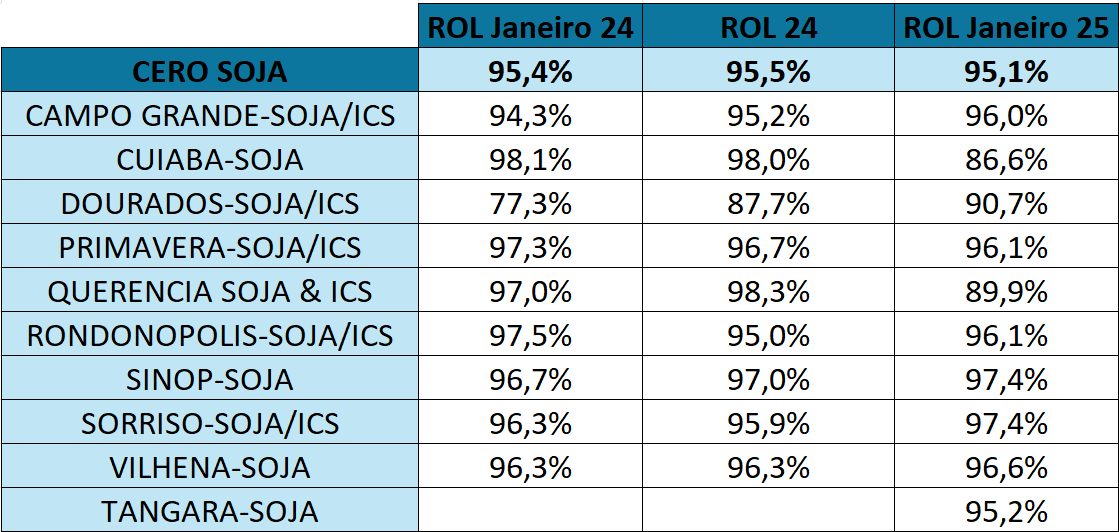 ROL Janeiro 24 ROL 24 ROL Janeiro 25
CERO SOJA 95,4% 95,5% 95,1%
CAMPO GRANDE-SOJA/ICS 94,3% 95,2% 96,0%
CUIABA-SOJA 98,1% 98,0% 86,6%
DOURADOS-SOJA/ICS 77,3% 87,7% 90,7%
PRIMAVERA-SOJA/ICS 97,3% 96,7% 96,1%
QUERENCIA SOJA & ICS 97,0% 98,3% 89,9%
RONDONOPOLIS-SOJA/ICS 97,5% 95,0% 96,1%
SINOP-SOJA 96,7% 97,0% 97,4%
SORRISO-SOJA/ICS 96,3% 95,9% 97,4%
VILHENA-SOJA 96,3% 96,3% 96,6%
TANGARA-SOJA 95,2%